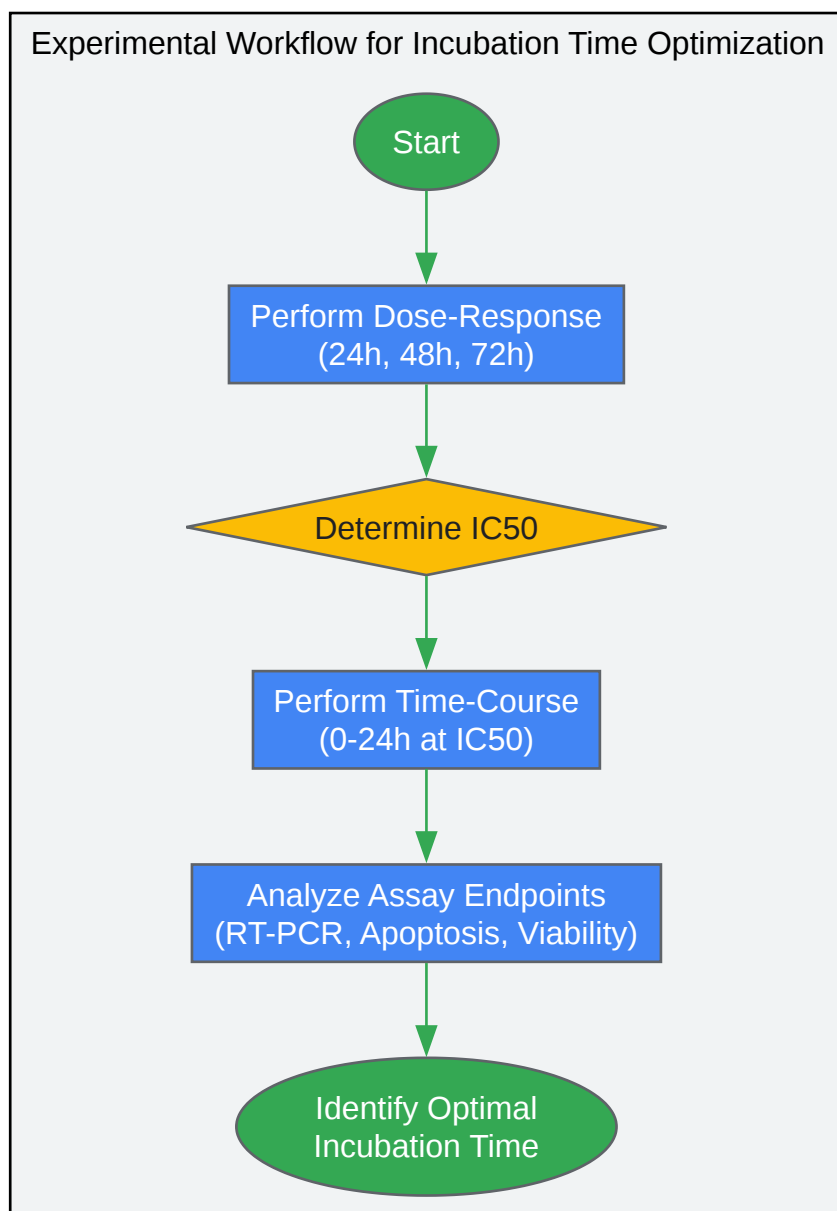 Experimental Workflow for Incubation Time Optimization
Start
Perform Dose-Response
(24h, 48h, 72h)
Determine IC50
Perform Time-Course
(0-24h at IC50)
Analyze Assay Endpoints
(RT-PCR, Apoptosis, Viability)
Identify Optimal
Incubation Time